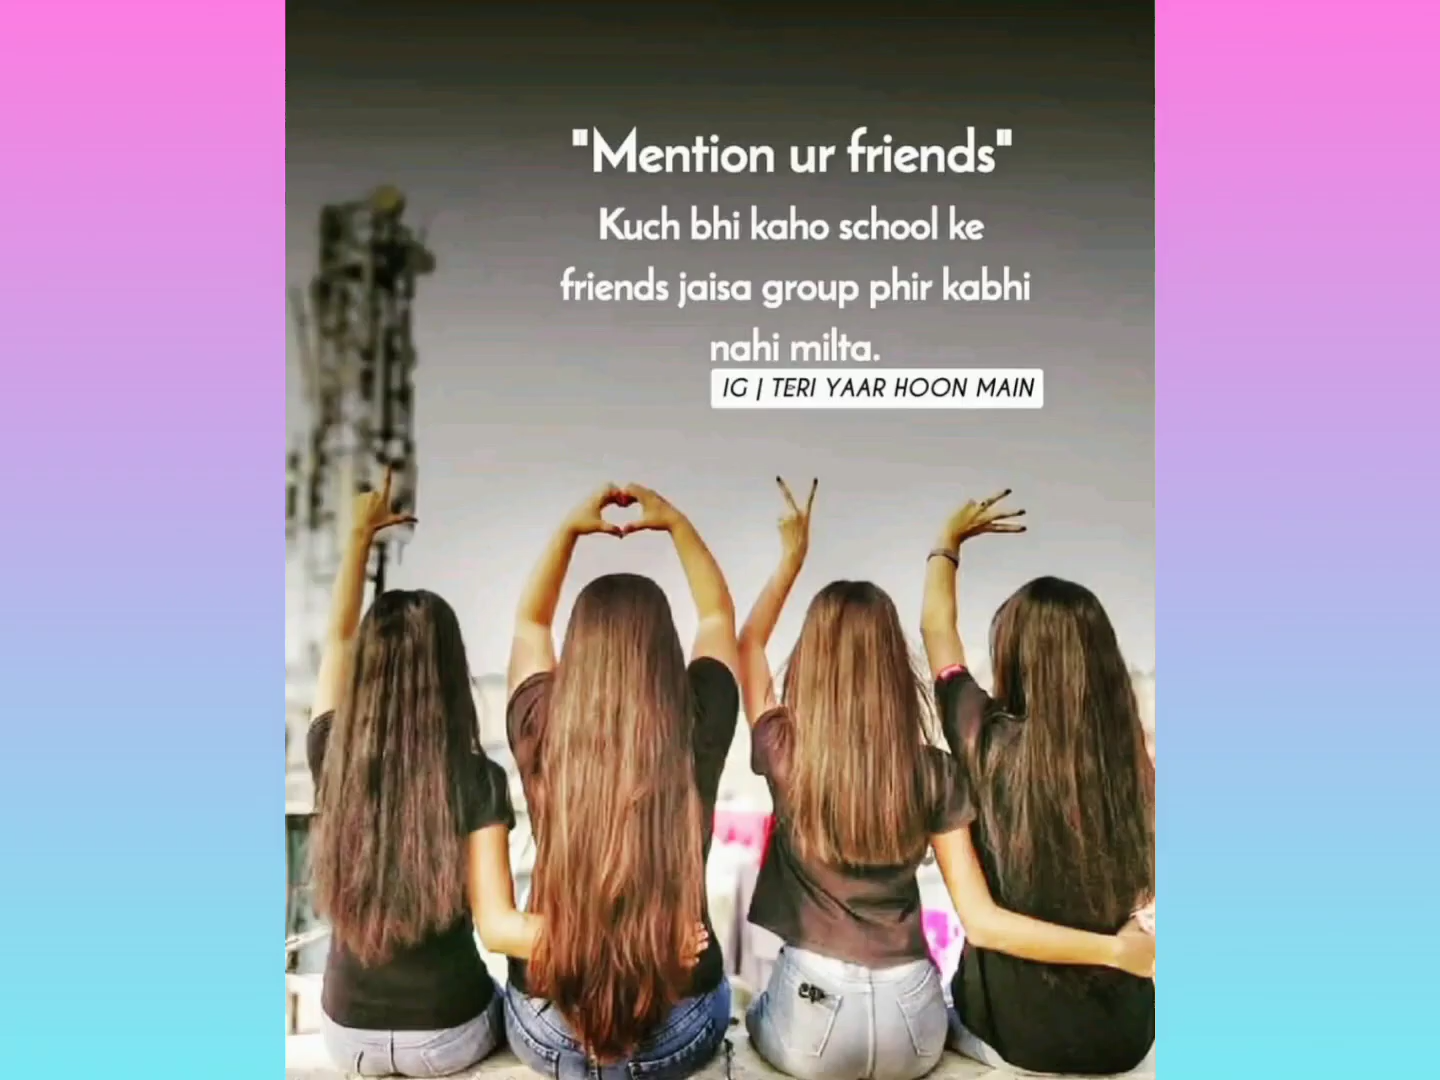 "Mention ur friends"
Kuch bhi kaho school ke
friends jaisa group phir kabhi
nahi milta.
IG | TERI YAAR HOON MAIN